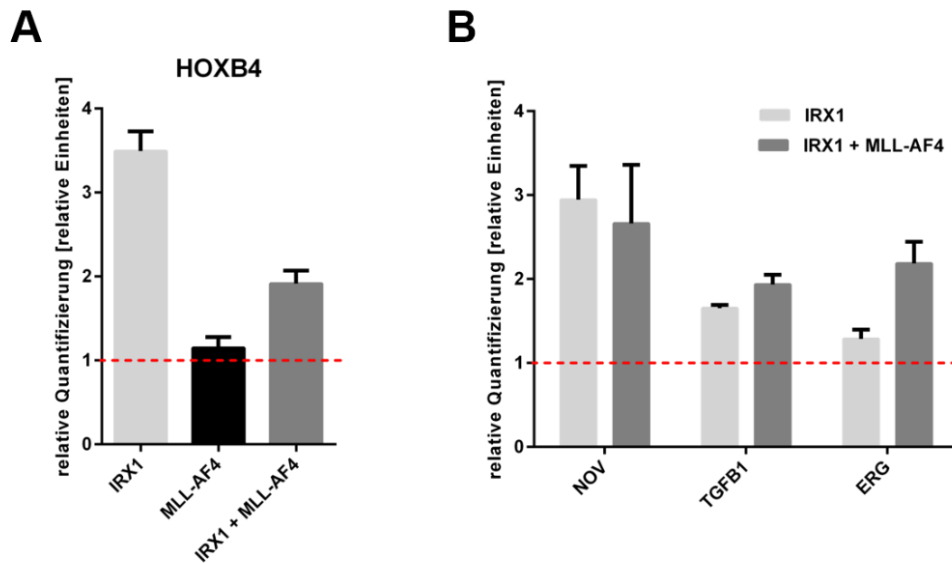 A
HOXB4
relative Quantifizierung [relative Einheiten]
4
3
2
1
0
IRX1
MLL-AF4
IRX1 + MLL-AF4
B
relative Quantifizierung [relative Einheiten]
4
3
2
1
0
IRX1
IRX1 + MLL-AF4
NOV
TGFB1
ERG